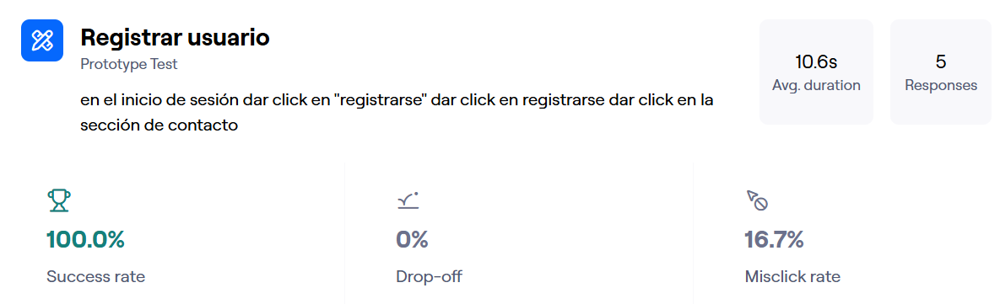 Registrar usuario
Prototype Test
en el inicio de sesión dar click en "registrarse" dar click en registrarse dar click en la
sección de contacto
10.6s
Avg. duration
5
Responses
100.0%
Success rate
0%
Drop-off
16.7%
Misclick rate